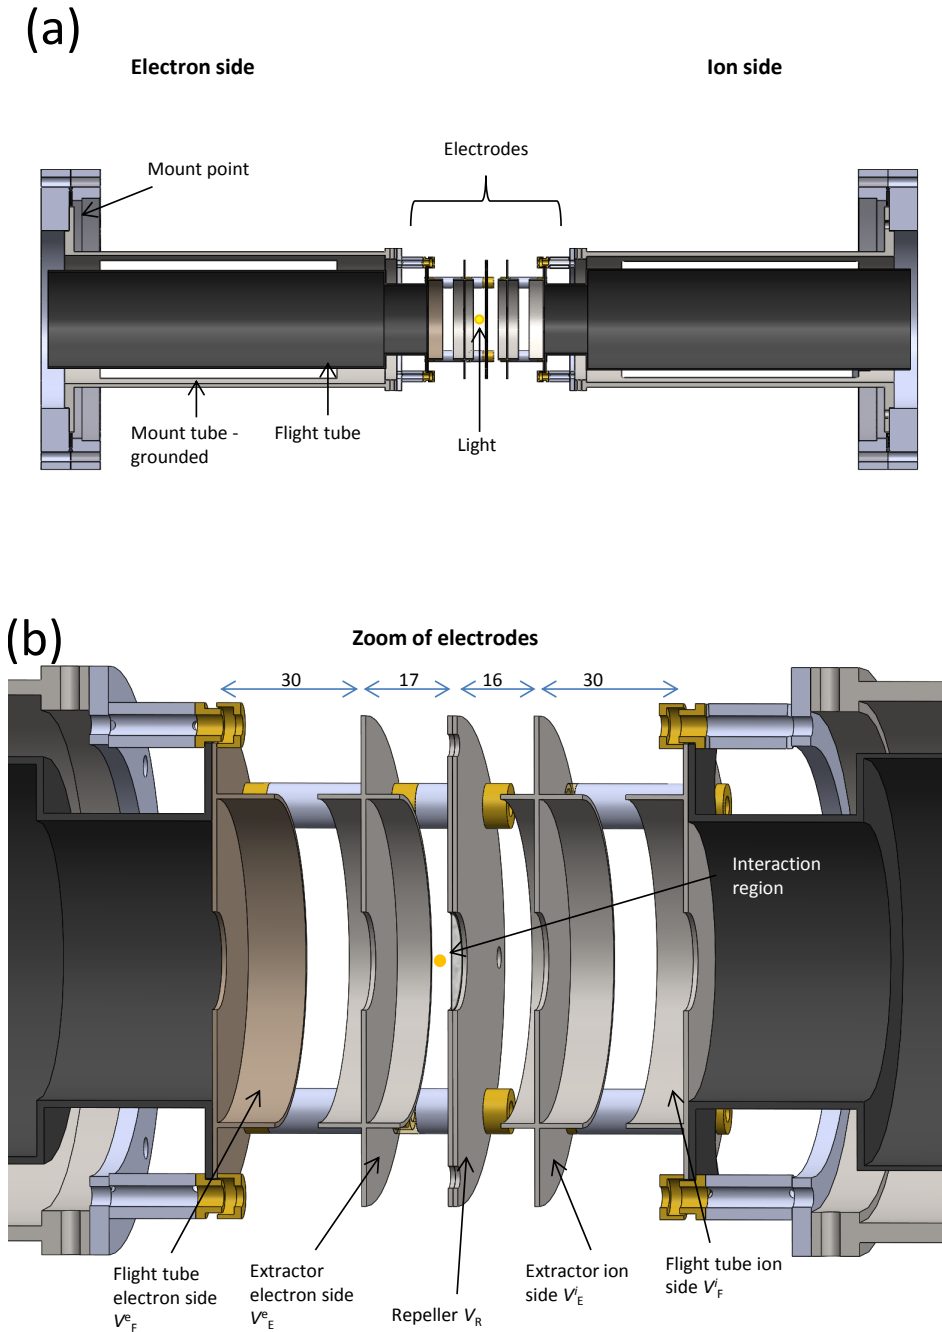 (a)
Electron side
Ion side
Electrodes
Mount point
Mount tube -
grounded
Flight tube
Light
(b)
Zoom of electrodes
30
17
16
30
Interaction
region
Flight tube
electron side
VeF
Extractor
electron side
VeE
Repeller VR
Extractor ion
side ViE
Flight tube ion
side ViF